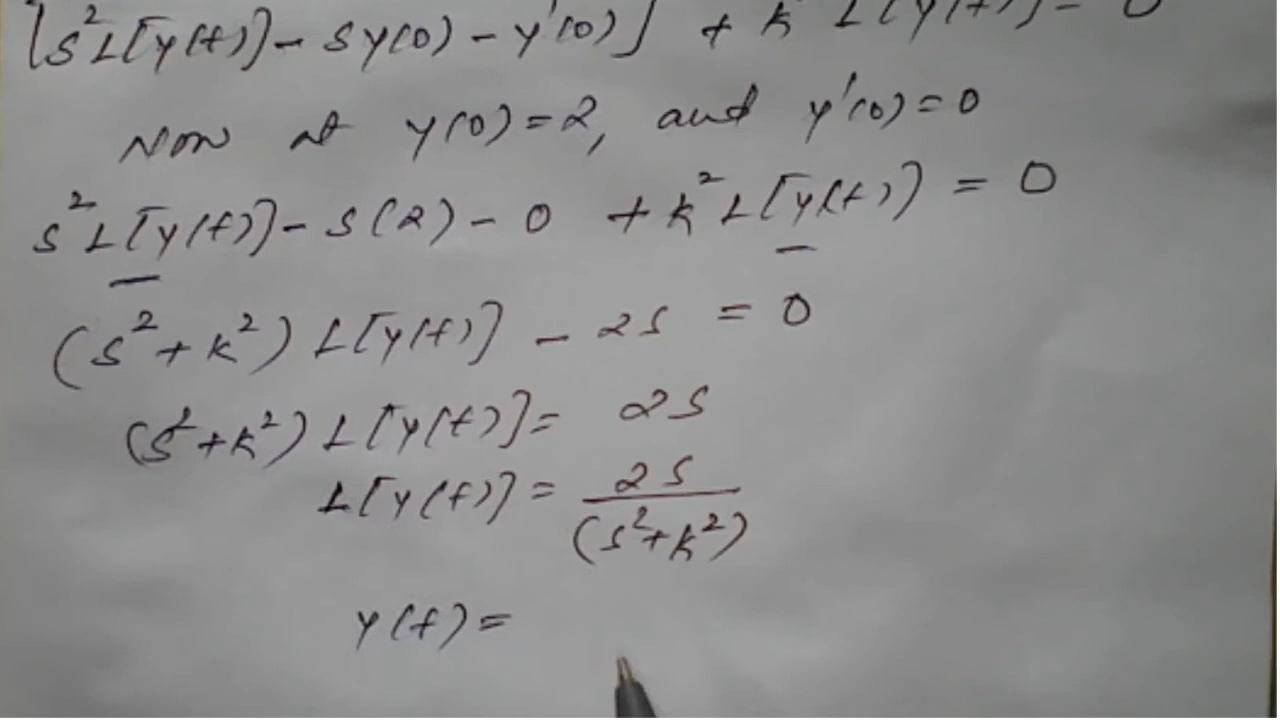 [s²L[y(t)] - sy(0) - y'(0)] + k² L[y(t)] = 0
Now at y(0)=2, and y'(0)=0
s²L[y(t)] - s(2) - 0 + k²L[y(t)] = 0
(s²+k²) L[y(t)] - 2s = 0
(s²+k²) L[y(t)] = 2s
L[y(t)] = 2s / (s²+k²)
y(t) =